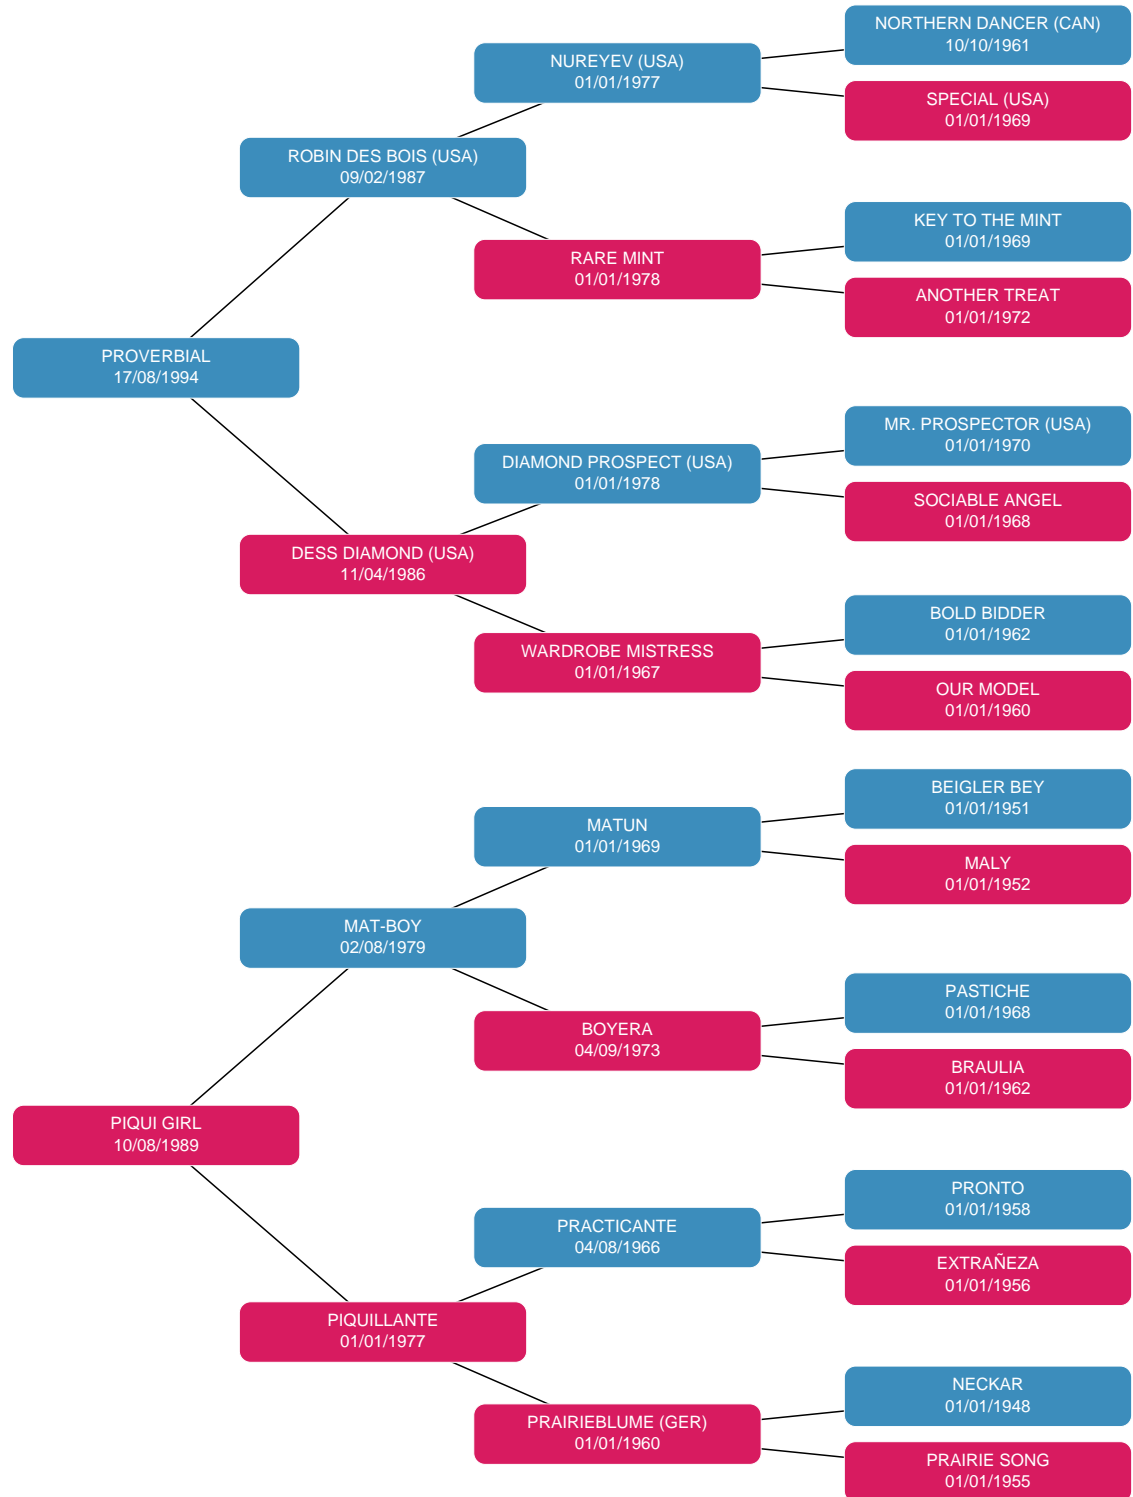 NORTHERN DANCER (CAN)
10/10/1961
NUREYEV (USA)
01/01/1977
SPECIAL (USA)
01/01/1969
ROBIN DES BOIS (USA)
09/02/1987
KEY TO THE MINT
01/01/1969
RARE MINT
01/01/1978
ANOTHER TREAT
01/01/1972
PROVERBIAL
17/08/1994
MR. PROSPECTOR (USA)
01/01/1970
DIAMOND PROSPECT (USA)
01/01/1978
SOCIABLE ANGEL
01/01/1968
DESS DIAMOND (USA)
11/04/1986
BOLD BIDDER
01/01/1962
WARDROBE MISTRESS
01/01/1967
OUR MODEL
01/01/1960
BEIGLER BEY
01/01/1951
MATUN
01/01/1969
MALY
01/01/1952
MAT-BOY
02/08/1979
PASTICHE
01/01/1968
BOYERA
04/09/1973
BRAULIA
01/01/1962
PIQUI GIRL
10/08/1989
PRONTO
01/01/1958
PRACTICANTE
04/08/1966
EXTRAÑEZA
01/01/1956
PIQUILLANTE
01/01/1977
NECKAR
01/01/1948
PRAIRIEBLUME (GER)
01/01/1960
PRAIRIE SONG
01/01/1955